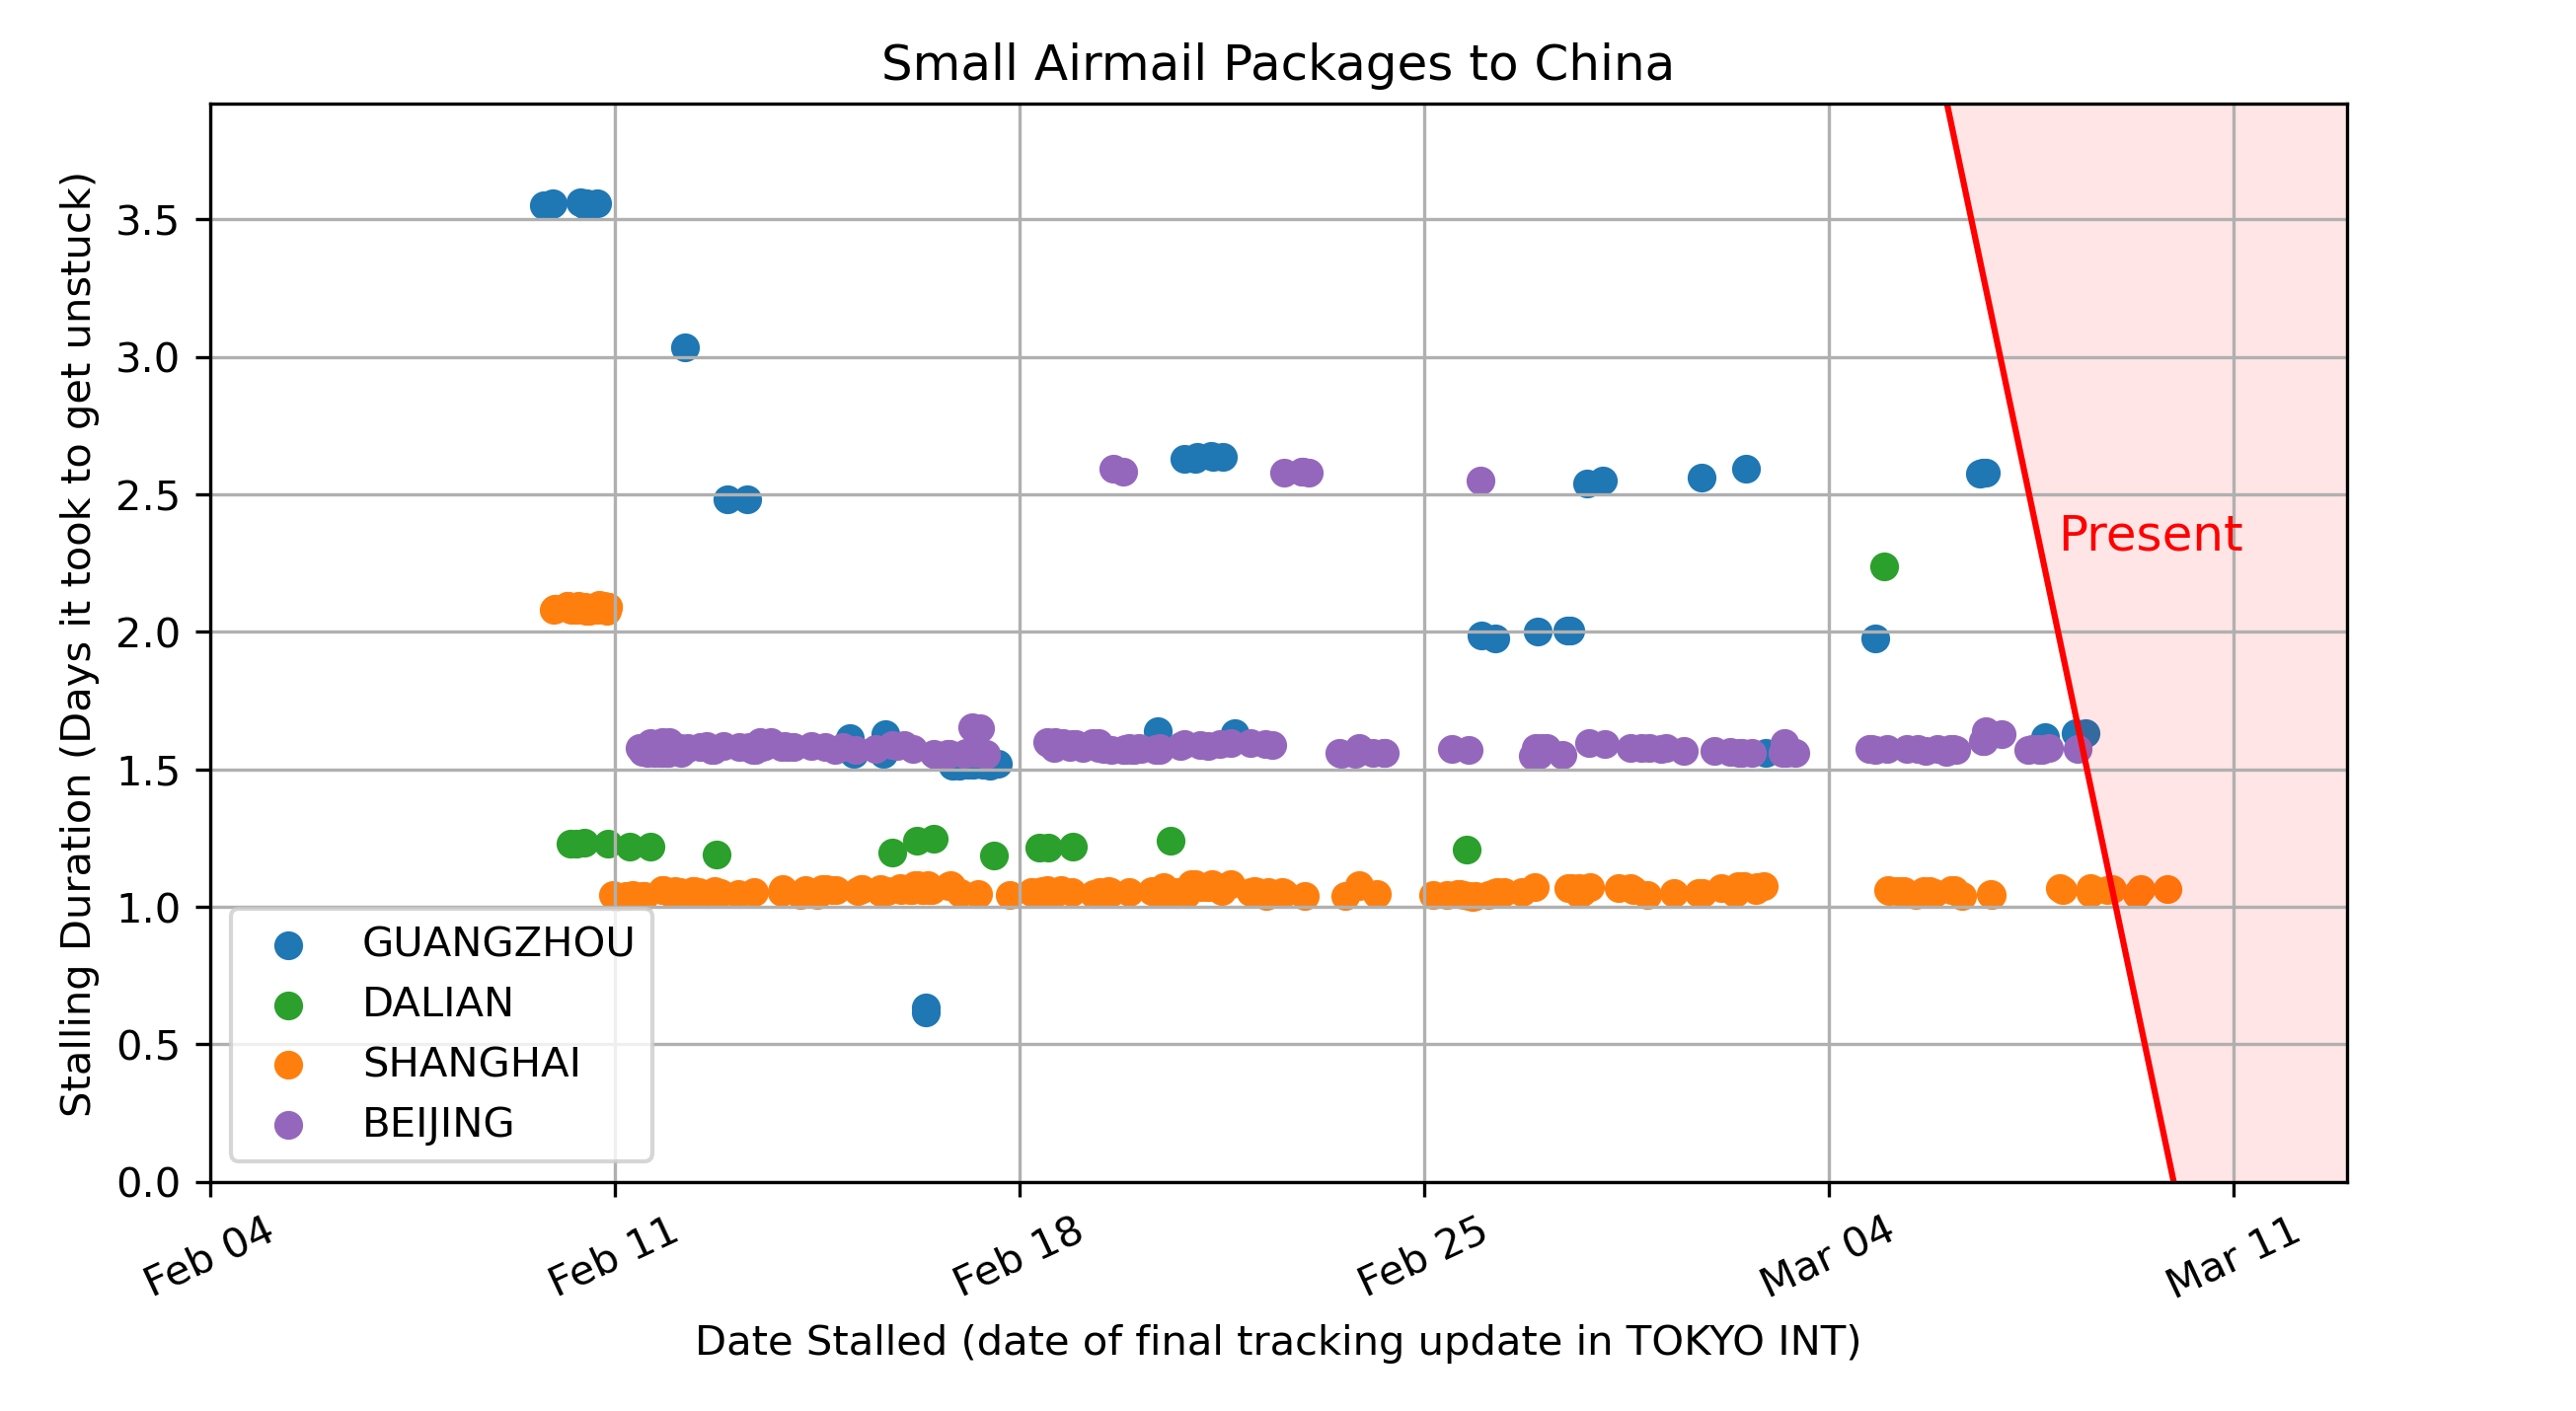 Small Airmail Packages to China
Stalling Duration (Days it took to get unstuck)
3.5
3.0
2.5
2.0
1.5
1.0
0.5
0.0
Present
GUANGZHOU
DALIAN
SHANGHAI
BEIJING
Feb 04
Feb 11
Feb 18
Feb 25
Mar 04
Mar 11
Date Stalled (date of final tracking update in TOKYO INT)